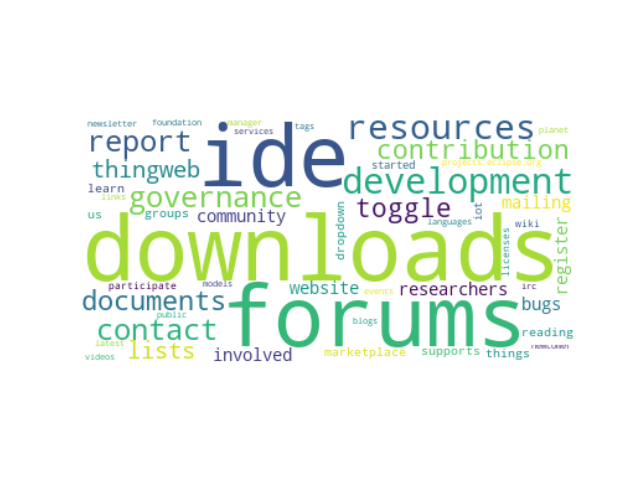 newsletter foundation manager tags
services
ide resources planet
report contribution
started projects.eclipse.org
thingweb development
learn links governance toggle mailing
us groups community dropdown languages iot wiki
downloads licenses register
participate models website researchers irc
documents forums events bugs
contact public blogs reading
latest lists involved marketplace supports things
videos